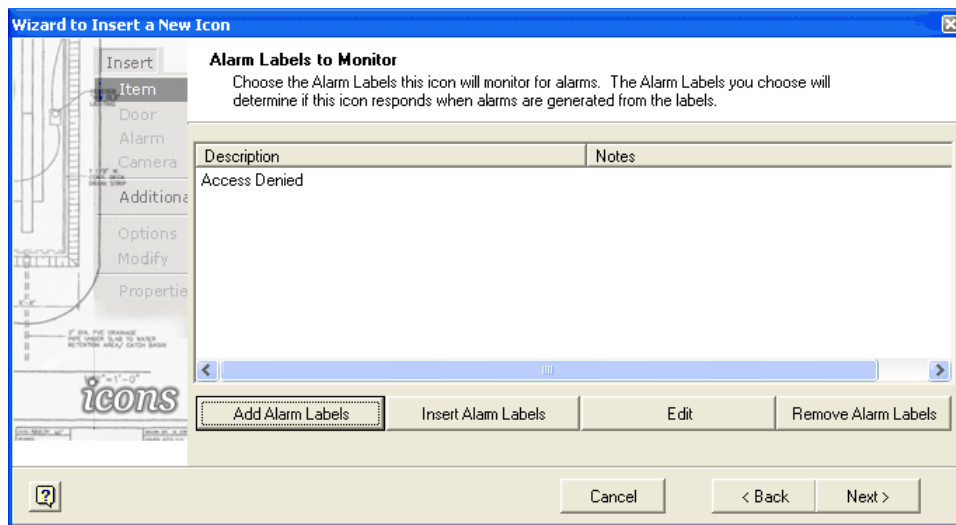 Wizard to Insert a New Icon
Insert
Item
Door
Alarm
Camera
Additiona
Options
Modify
Propertie
icons
Alarm Labels to Monitor
Choose the Alarm Labels this icon will monitor for alarms. The Alarm Labels you choose will
determine if this icon responds when alarms are generated from the labels.
Description Notes
Access Denied
Add Alarm Labels Insert Alarm Labels Edit Remove Alarm Labels
Cancel < Back Next >